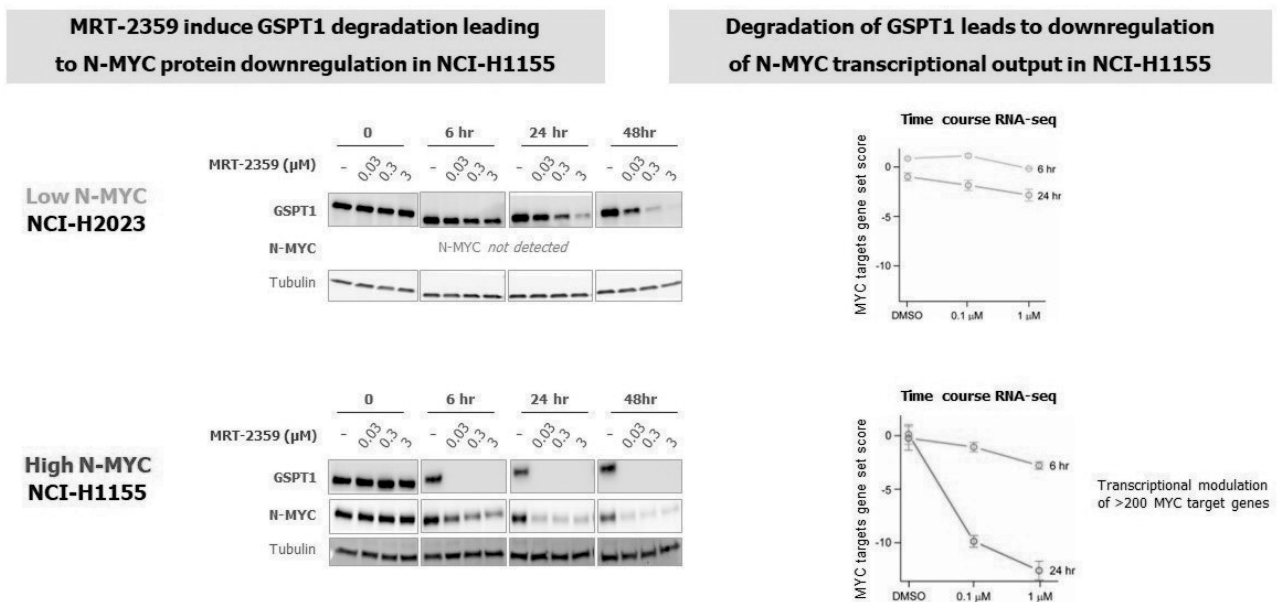 MRT-2359 induce GSPT1 degradation leading
to N-MYC protein downregulation in NCI-H1155
Degradation of GSPT1 leads to downregulation
of N-MYC transcriptional output in NCI-H1155
Low N-MYC
NCI-H2023
0 6 hr 24 hr 48hr
MRT-2359 (µM) - 0.03 0.3 3 - 0.03 0.3 3 - 0.03 0.3 3 - 0.03 0.3 3
GSPT1
N-MYC N-MYC not detected
Tubulin
Time course RNA-seq
MYC targets gene set score
0
-5
-10
6 hr
24 hr
DMSO 0.1 µM 1 µM
High N-MYC
NCI-H1155
0 6 hr 24 hr 48hr
MRT-2359 (µM) - 0.03 0.3 3 - 0.03 0.3 3 - 0.03 0.3 3 - 0.03 0.3 3
GSPT1
N-MYC
Tubulin
Time course RNA-seq
MYC targets gene set score
0
-5
-10
6 hr
24 hr
DMSO 0.1 µM 1 µM
Transcriptional modulation
of >200 MYC target genes